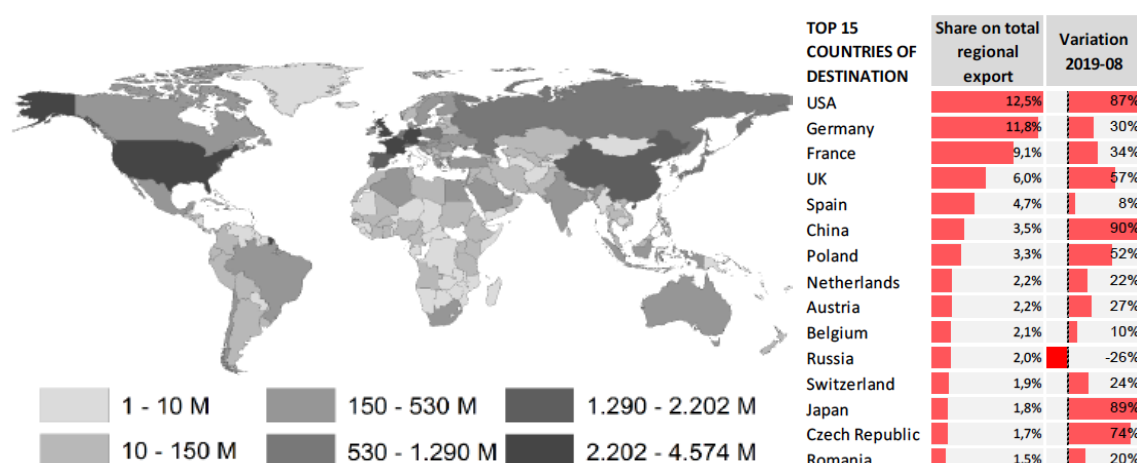 TOP 15
COUNTRIES OF
DESTINATION
Share on total
regional
export
Variation
2019-08
USA 12,5% 87%
Germany 11,8% 30%
France 9,1% 34%
UK 6,0% 57%
Spain 4,7% 8%
China 3,5% 90%
Poland 3,3% 52%
Netherlands 2,2% 22%
Austria 2,2% 27%
Belgium 2,1% 10%
Russia 2,0% -26%
Switzerland 1,9% 24%
Japan 1,8% 89%
Czech Republic 1,7% 74%
Romania 1,5% 20%
1 - 10 M
150 - 530 M
1.290 - 2.202 M
10 - 150 M
530 - 1.290 M
2.202 - 4.574 M